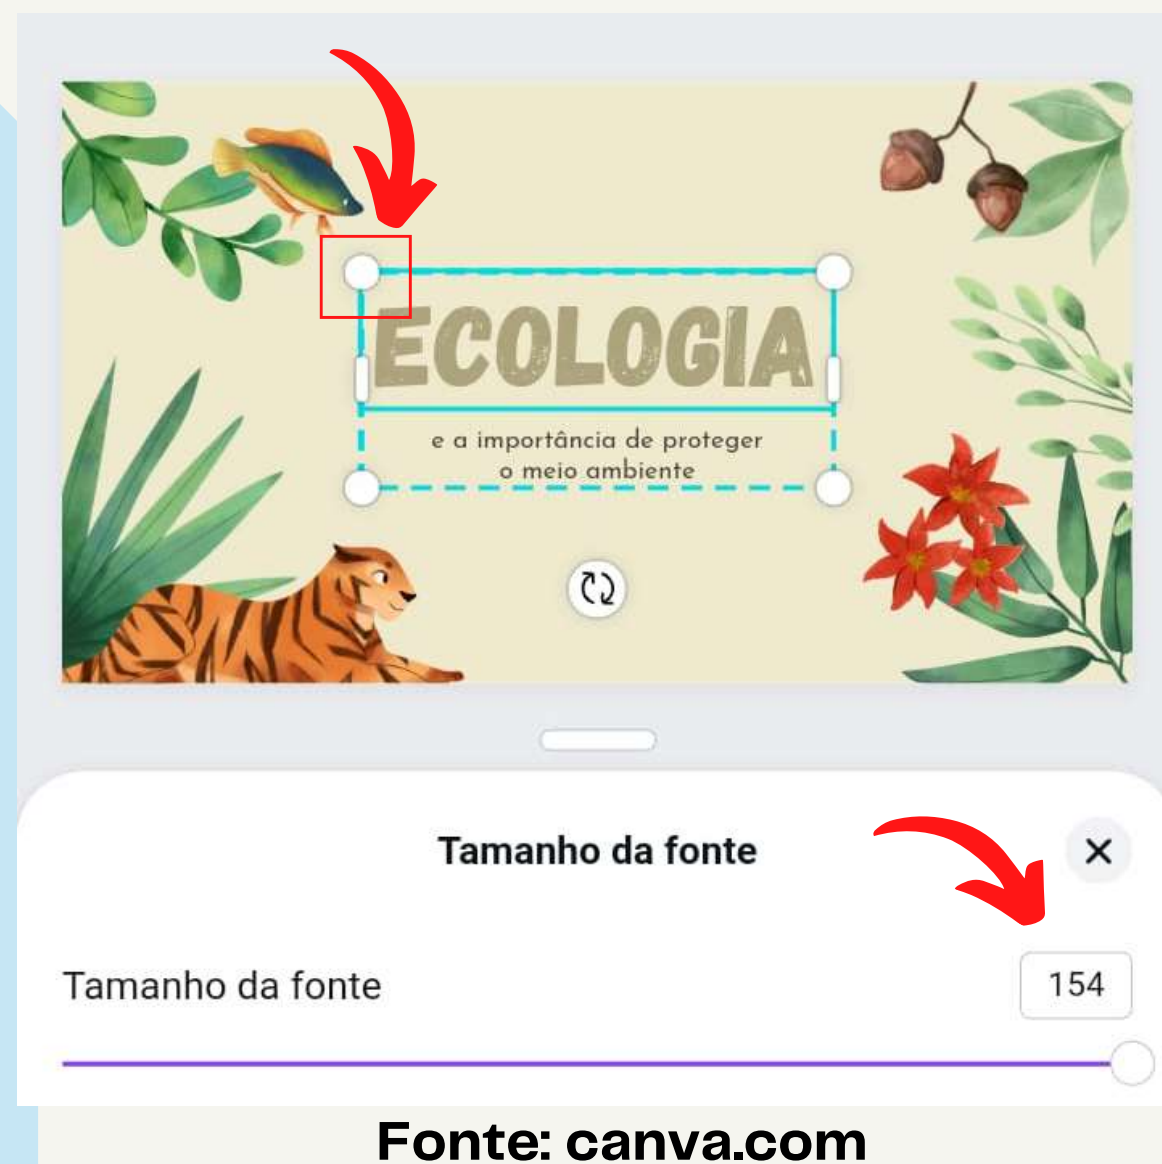 ECOLOGIA
e a importância de proteger
o meio ambiente
Tamanho da fonte
Tamanho da fonte 154
Fonte: canva.com